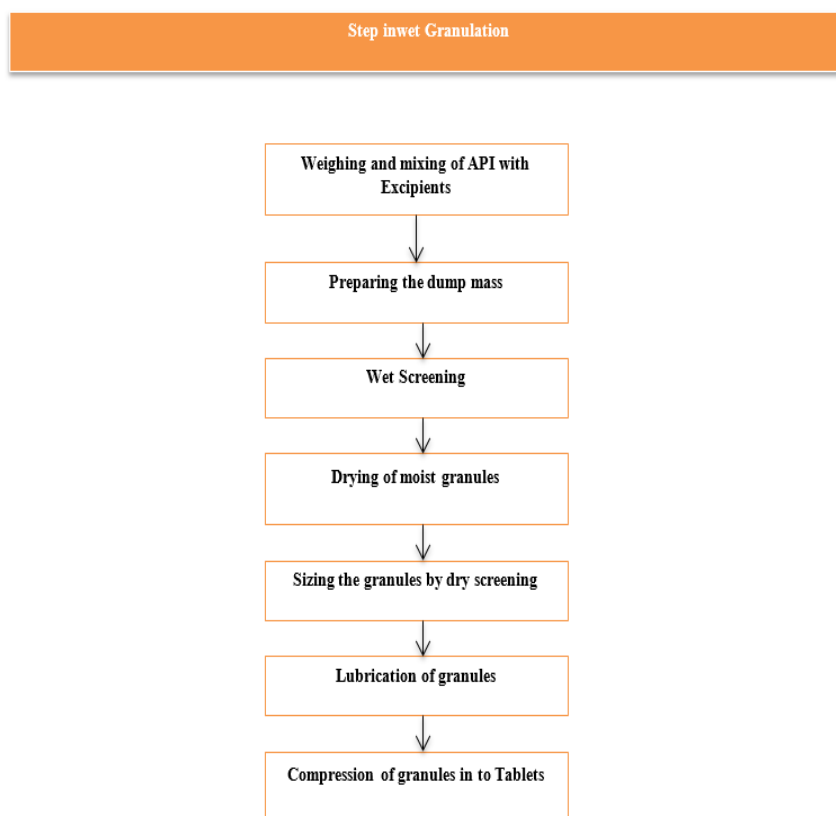 Step inwet Granulation
Weighing and mixing of API with
Excipients
Preparing the dump mass
Wet Screening
Drying of moist granules
Sizing the granules by dry screening
Lubrication of granules
Compression of granules in to Tablets